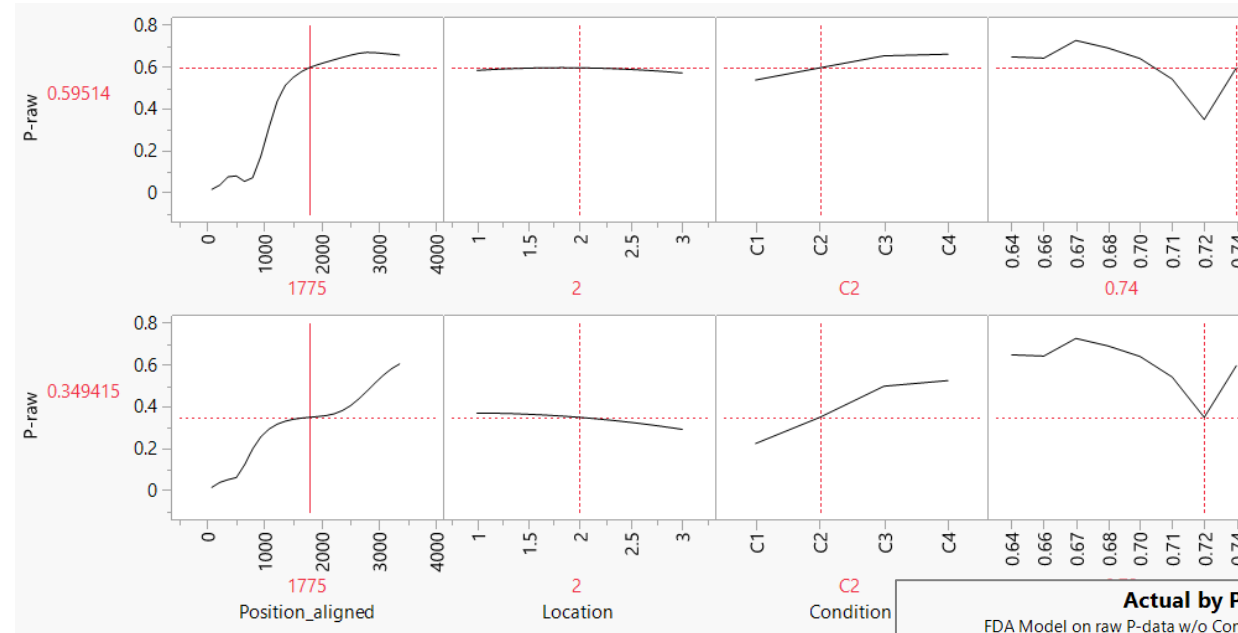 0.8
0.6
0.4
0.2
0
P-raw
0.59514
0 1000 2000 3000 4000
1 1.5 2 2.5 3
C1 C2 C3 C4
0.64 0.66 0.67 0.68 0.70 0.71 0.72 0.74
1775 2 C2 0.74
0.8
0.6
0.4
0.2
0
P-raw
0.349415
0 1000 2000 3000 4000
1 1.5 2 2.5 3
C1 C2 C3 C4
0.64 0.66 0.67 0.68 0.70 0.71 0.72 0.74
1775 2 C2
Position_aligned Location Condition
Actual by P
FDA Model on raw P-data w/o Con